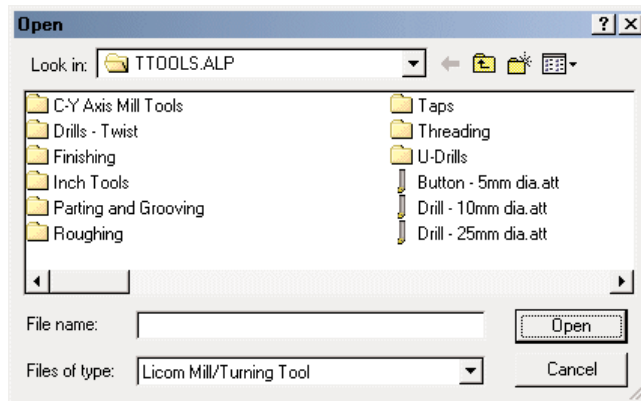 Open
Look in: TTOOLS.ALP
C-Y Axis Mill Tools
Drills - Twist
Finishing
Inch Tools
Parting and Grooving
Roughing
Taps
Threading
U-Drills
Button - 5mm dia.att
Drill - 10mm dia.att
Drill - 25mm dia.att
File name:
Open
Files of type: Licom Mill/Turning Tool
Cancel